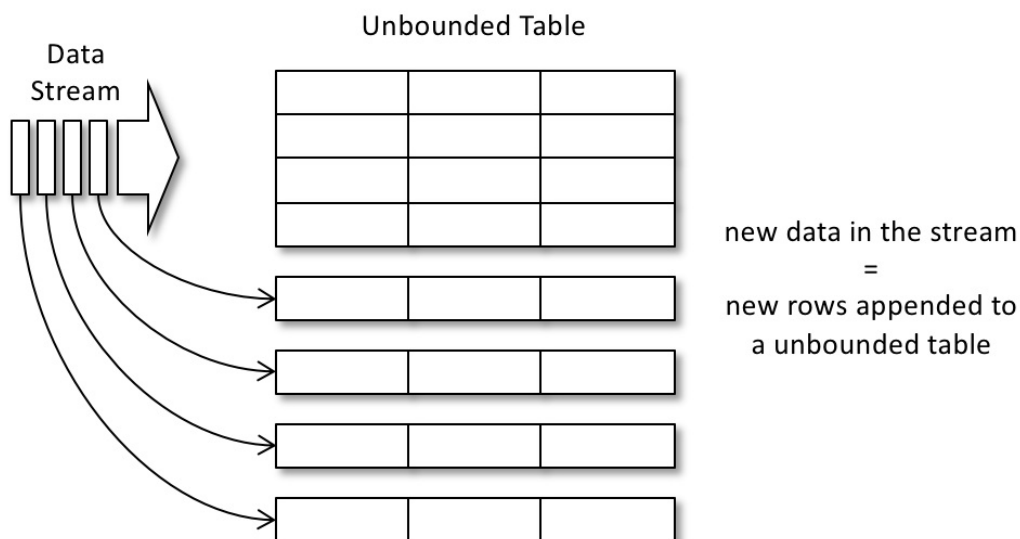 Unbounded Table
Data
Stream
new data in the stream
=
new rows appended to
a unbounded table